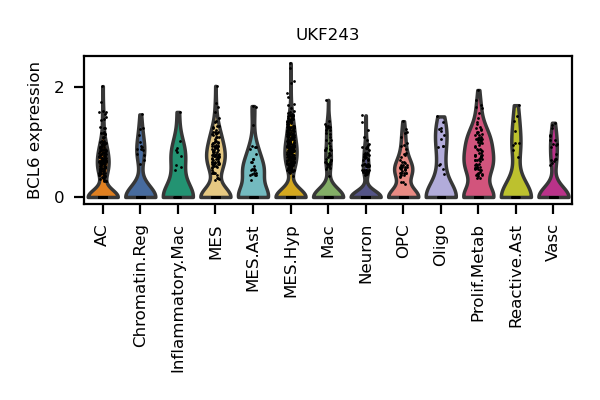 UKF243
BCL6 expression
2
0
AC
Chromatin.Reg
Inflammatory.Mac
MES
MES.Ast
MES.Hyp
Mac
Neuron
OPC
Oligo
Prolif.Metab
Reactive.Ast
Vasc